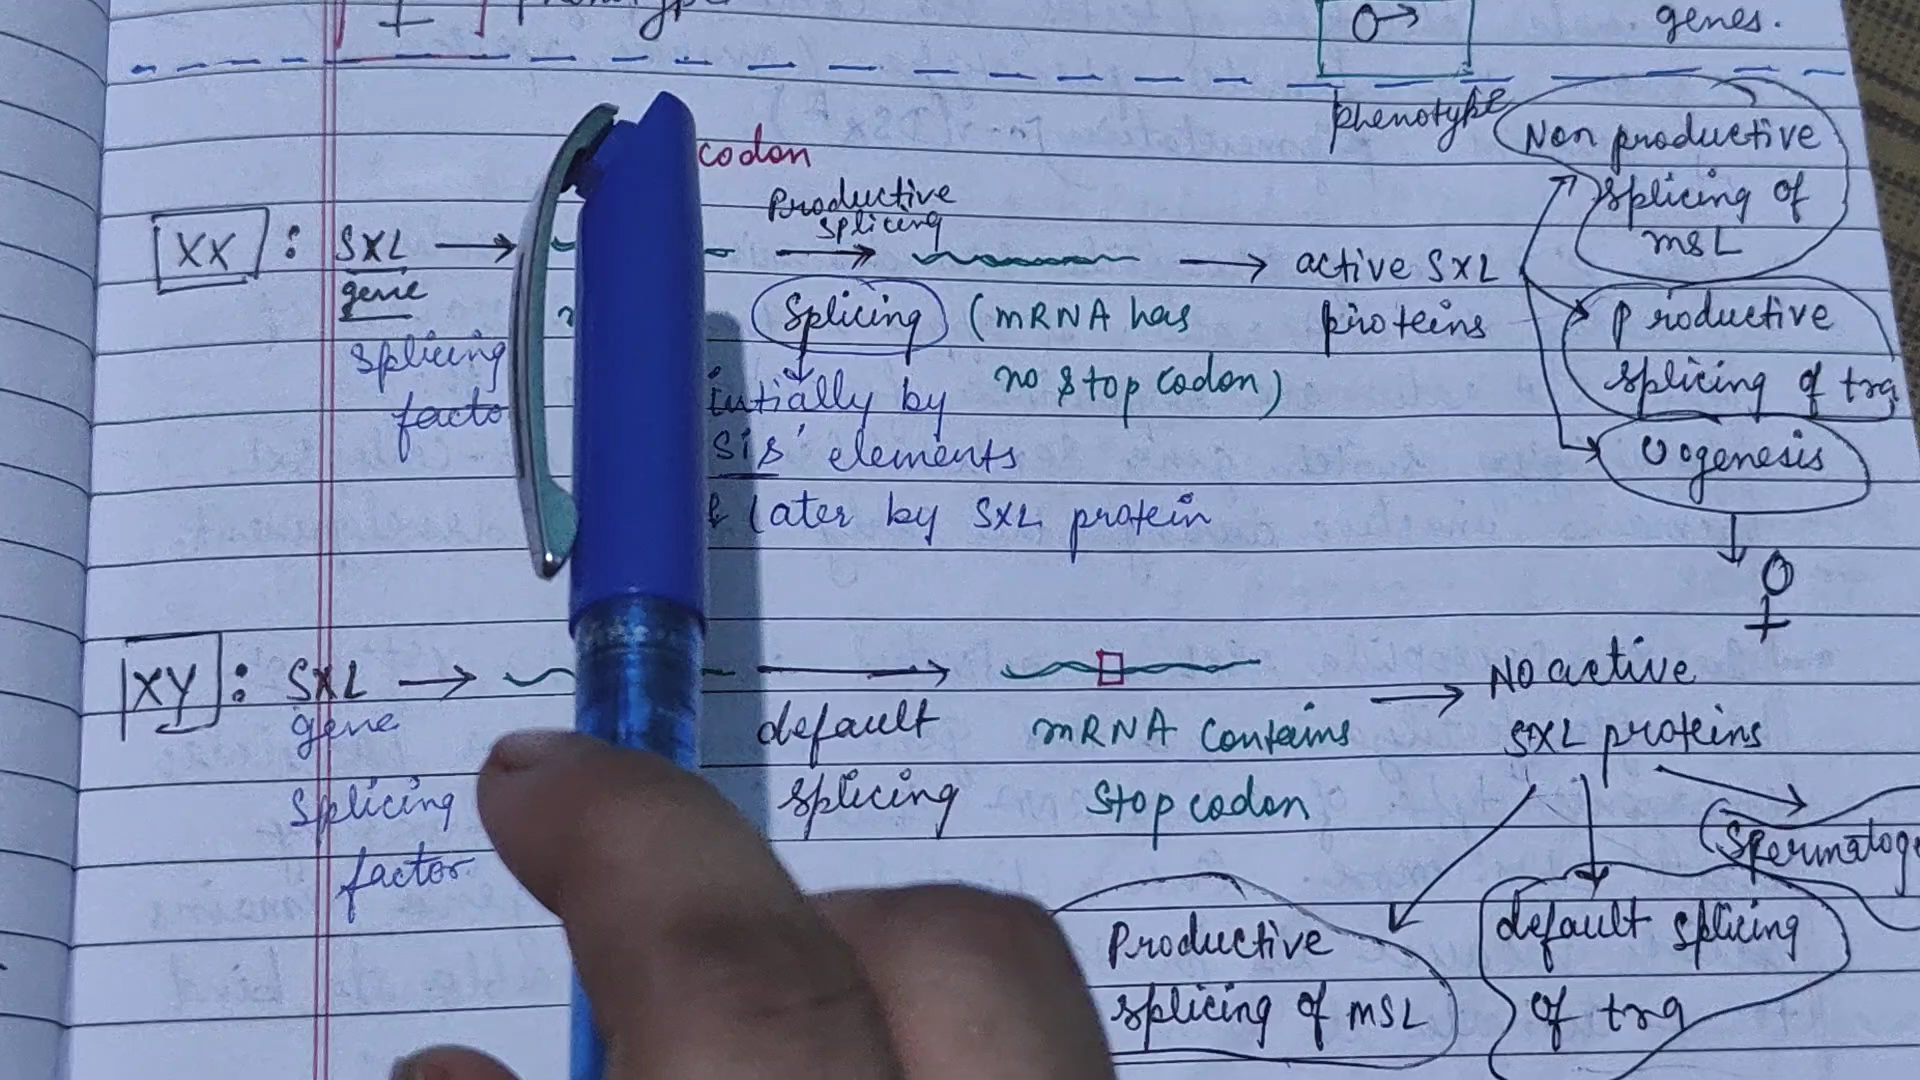 genes.
phenotype
codon
Non productive
splicing of
MSL
XX : SXL
gene
Productive
splicing
active SXL
proteins
Splicing (mRNA has
no stop codon)
Productive
splicing of tra
splicing
facto
by
sis' elements
& later by SXL protein
Oogenesis
XY : SXL
gene
default
splicing
mRNA contains
Stop codon
No active
SXL proteins
Splicing
factor
Productive
splicing of MSL
default splicing
of tra